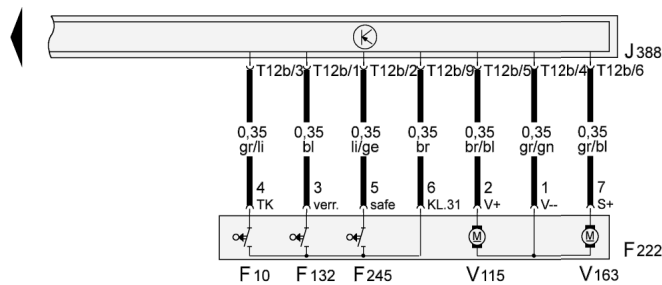 J388
T12b/3 T12b/1 T12b/2 T12b/9 T12b/5 T12b/4 T12b/6
0,35 0,35 0,35 0,35 0,35 0,35 0,35
gr/li bl li/ge br br/bl gr/gn gr/bl
4 3 5 6 2 1 7
TK verr. safe KL.31 V+ V-- S+
M M
F222
F10 F132 F245 V115 V163